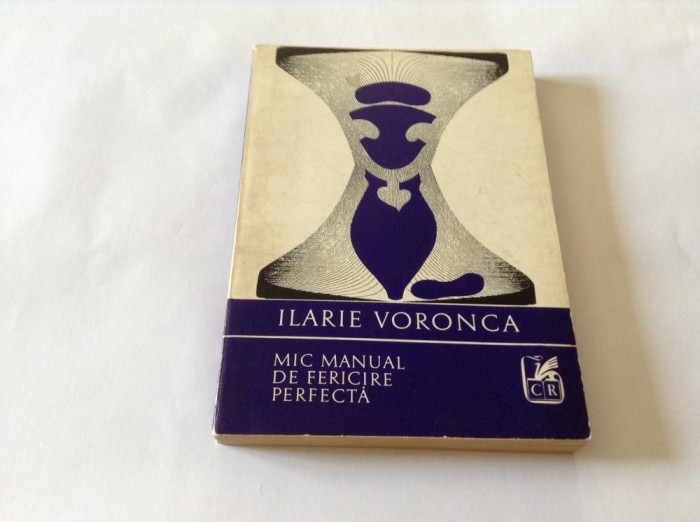 ILARIE VORONCA
MIC MANUAL
DE FERICIRE
PERFECTĂ
CR